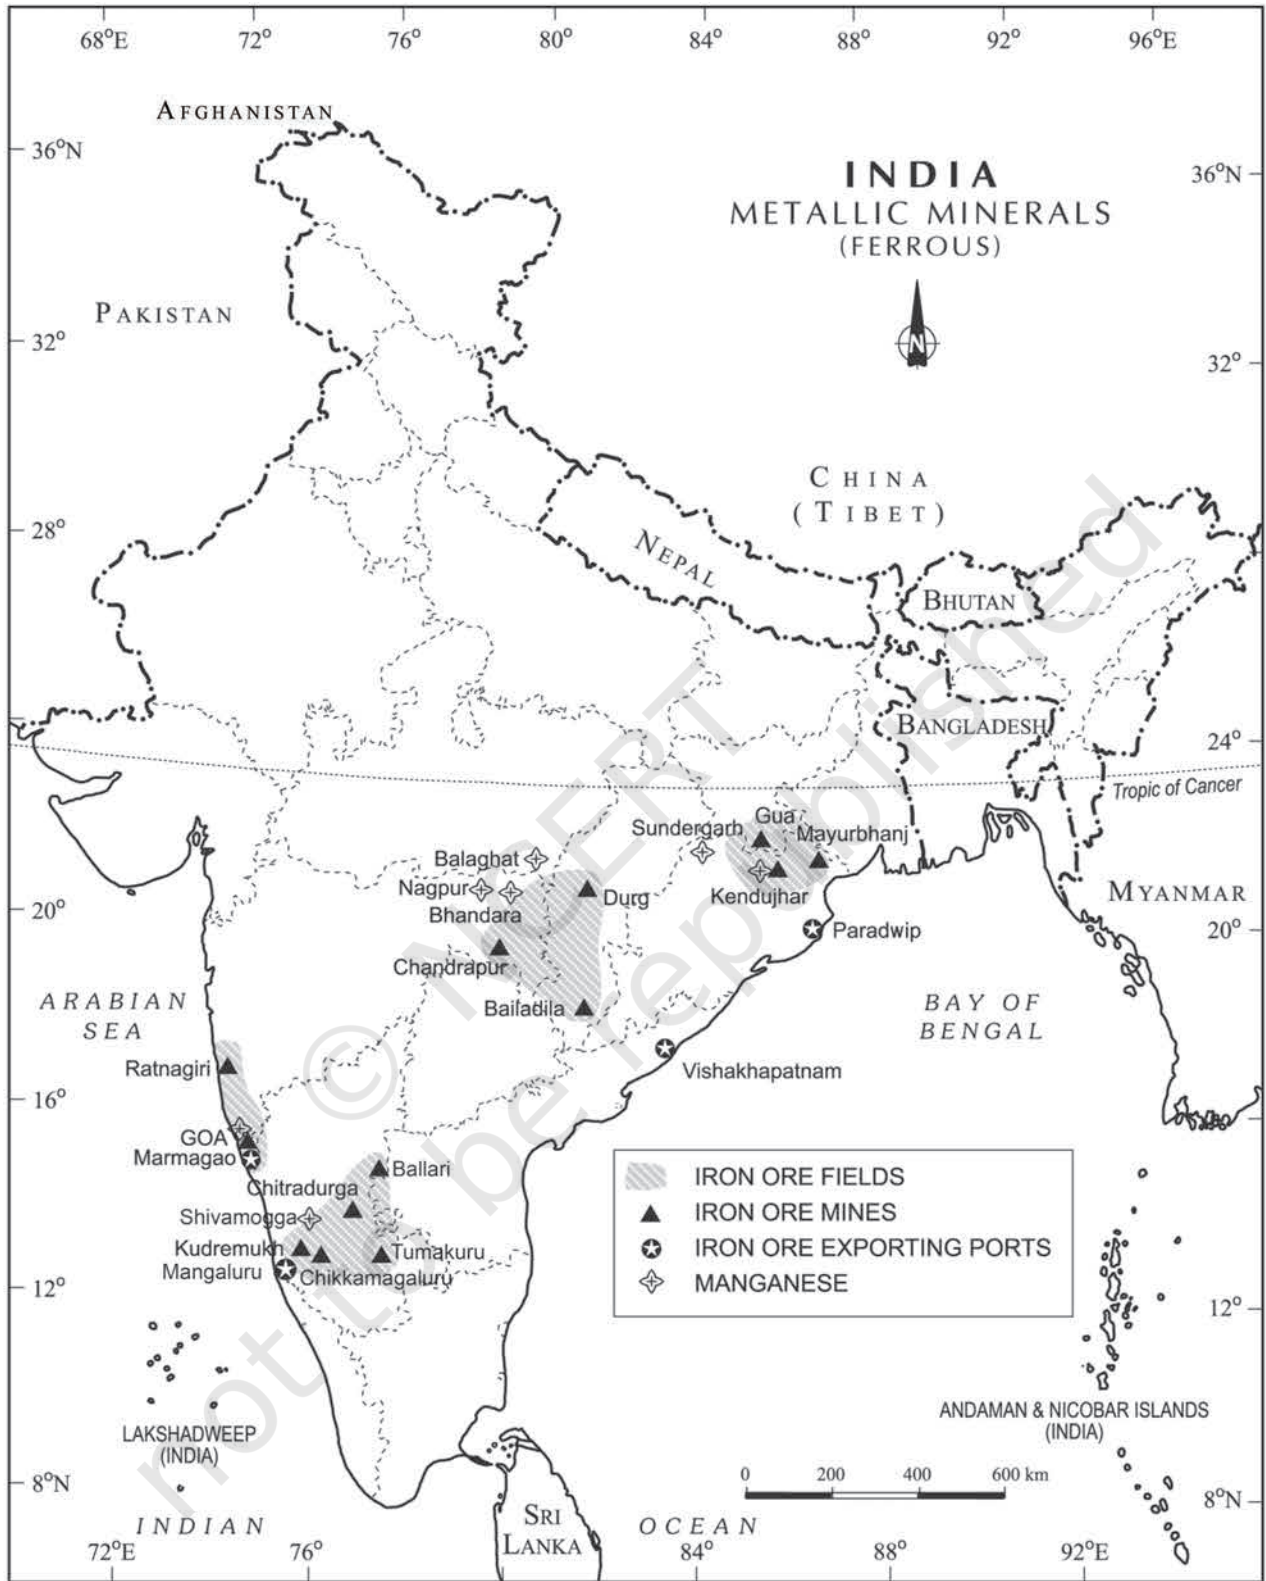 68°E 72° 76° 80° 84° 88° 92° 96°E
AFGHANISTAN
36°N
INDIA
METALLIC MINERALS
(FERROUS)
36°N
N
PAKISTAN
32°
32°
CHINA
(TIBET)
28°
NEPAL
BHUTAN
BANGLADESH
24°
Tropic of Cancer
Sundergarh
Gua
Mayurbhanj
Balaghat
Nagpur
Bhandara
Durg
Kendujhar
MYANMAR
20°
Paradwip
20°
Chandrapur
Bailadila
ARABIAN
SEA
BAY OF
BENGAL
Ratnagiri
Vishakhapatnam
16°
GOA
Marmagao
Ballari
Chitradurga
Shivamogga
Kudremukh
Tumakuru
Mangaluru
Chikkamagaluru
IRON ORE FIELDS
IRON ORE MINES
IRON ORE EXPORTING PORTS
MANGANESE
12°
12°
LAKSHADWEEP
(INDIA)
ANDAMAN & NICOBAR ISLANDS
(INDIA)
0 200 400 600 km
8°N
8°N
SRI
LANKA
INDIAN OCEAN
72°E 76° 84° 88° 92°E
© NCERT
not to be republished